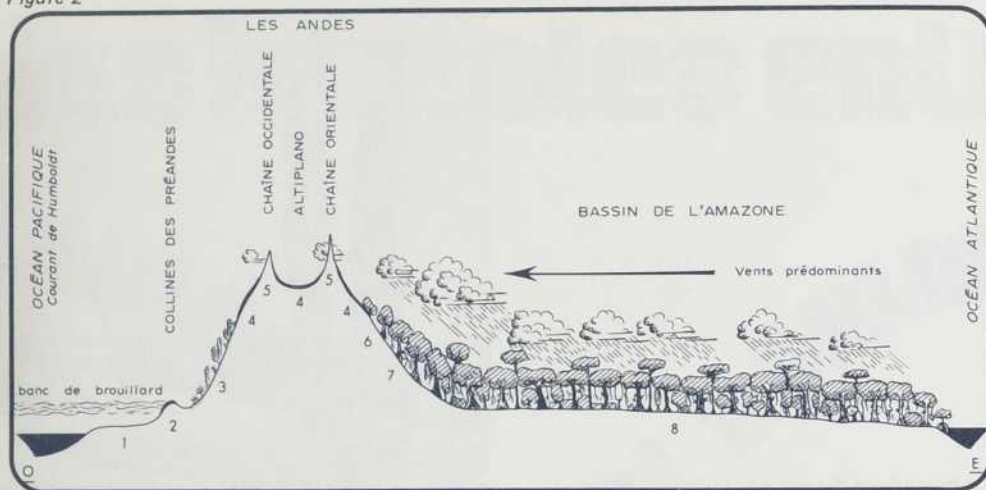 Figure 2
LES ANDES
OCÉAN PACIFIQUE
Courant de Humboldt
COLLINES DES PRÉANDES
CHAÎNE OCCIDENTALE
ALTIPLANO
CHAÎNE ORIENTALE
BASSIN DE L'AMAZONE
Vents prédominants
OCÉAN ATLANTIQUE
banc de brouillard
1
2
3
4
5
4
5
4
6
7
8
O
E